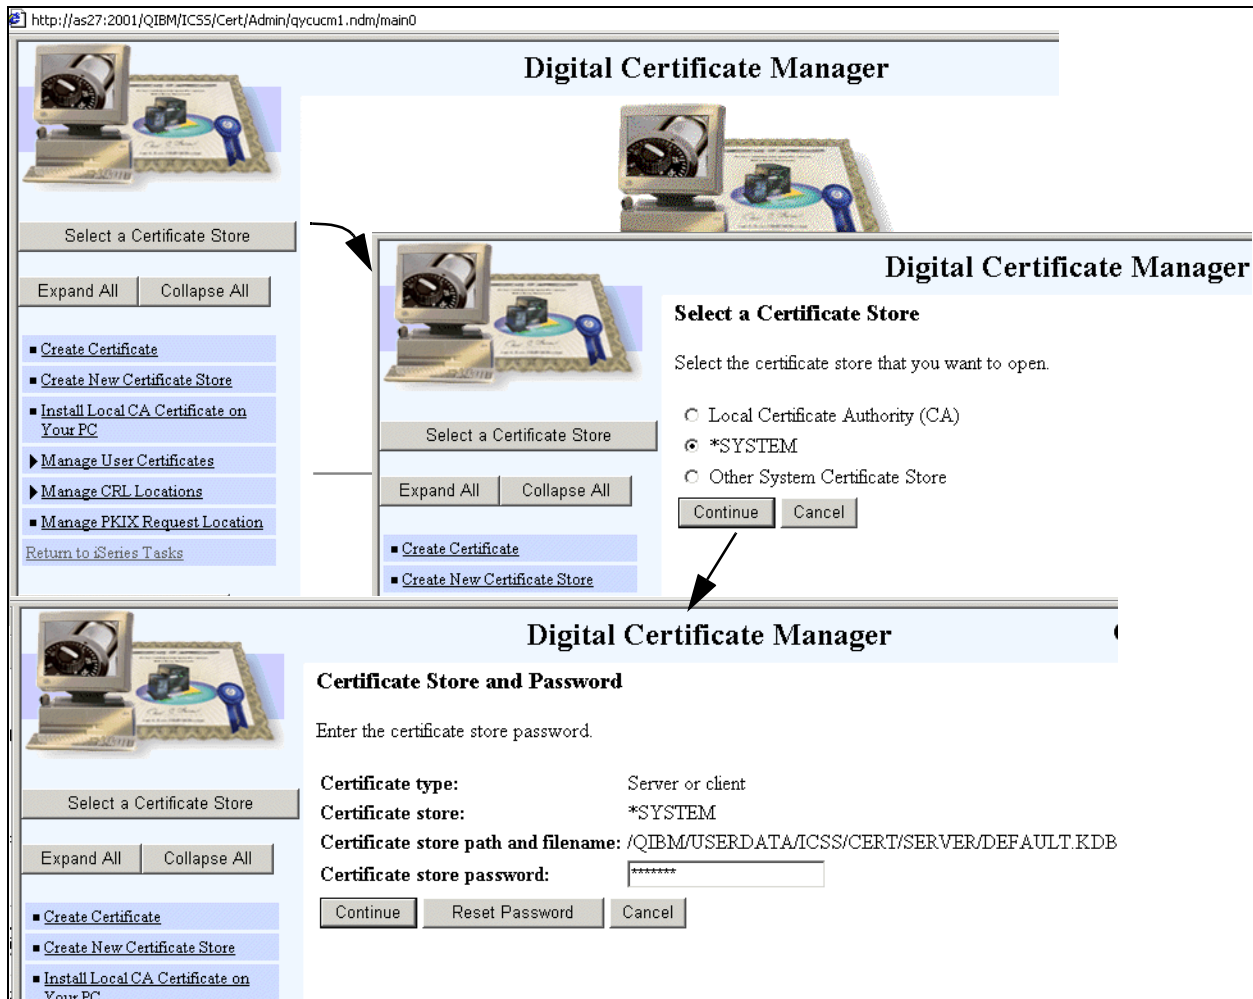 http://as27:2001/QIBM/ICSS/Cert/Admin/qycucm1.ndm/main0
Digital Certificate Manager
Select a Certificate Store
Expand All
Collapse All
Create Certificate
Create New Certificate Store
Install Local CA Certificate on
Your PC
Manage User Certificates
Manage CRL Locations
Manage PKIX Request Location
Return to iSeries Tasks
Digital Certificate Manager
Select a Certificate Store
Expand All
Collapse All
Create Certificate
Create New Certificate Store
Select a Certificate Store
Select the certificate store that you want to open.
Local Certificate Authority (CA)
*SYSTEM
Other System Certificate Store
Continue
Cancel
Digital Certificate Manager
Select a Certificate Store
Expand All
Collapse All
Create Certificate
Create New Certificate Store
Install Local CA Certificate on
Your PC
Certificate Store and Password
Enter the certificate store password.
Certificate type: Server or client
Certificate store: *SYSTEM
Certificate store path and filename: /QIBM/USERDATA/ICSS/CERT/SERVER/DEFAULT.KDB
Certificate store password: *******
Continue
Reset Password
Cancel